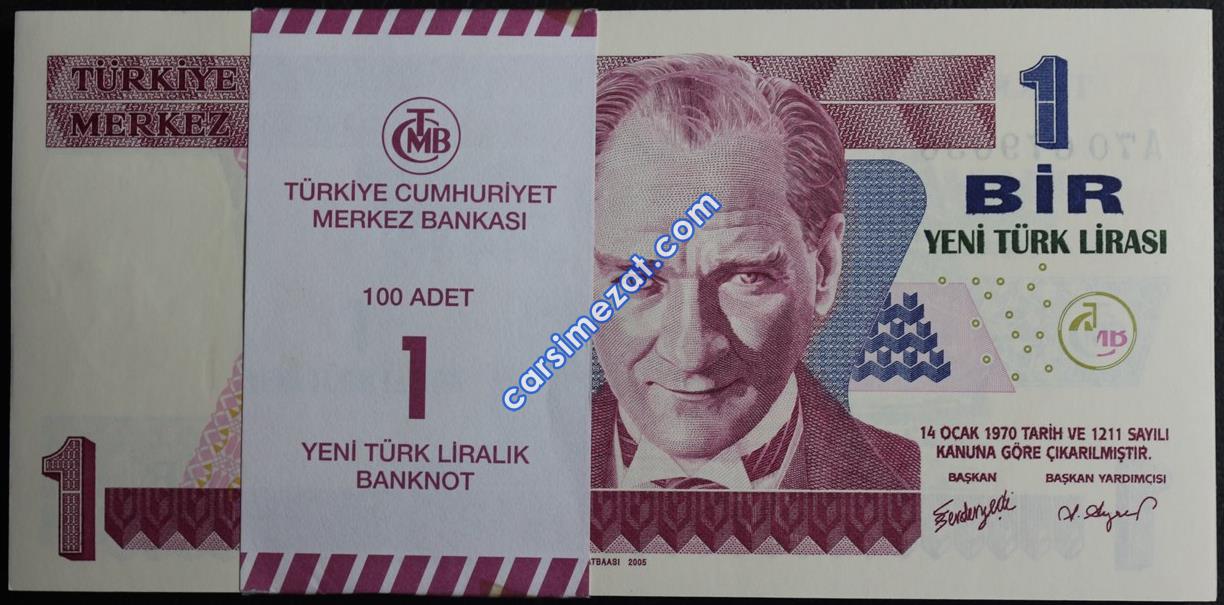 TÜRKİYE
MERKEZ
TCMB
TÜRKİYE CUMHURİYET
MERKEZ BANKASI
100 ADET
1
YENİ TÜRK LİRALIK
BANKNOT
carsimezat.com
1
BİR
YENİ TÜRK LİRASI
14 OCAK 1970 TARİH VE 1211 SAYILI
KANUNA GÖRE ÇIKARILMIŞTIR.
BAŞKAN BAŞKAN YARDIMCISI
1
TBAASI 2005